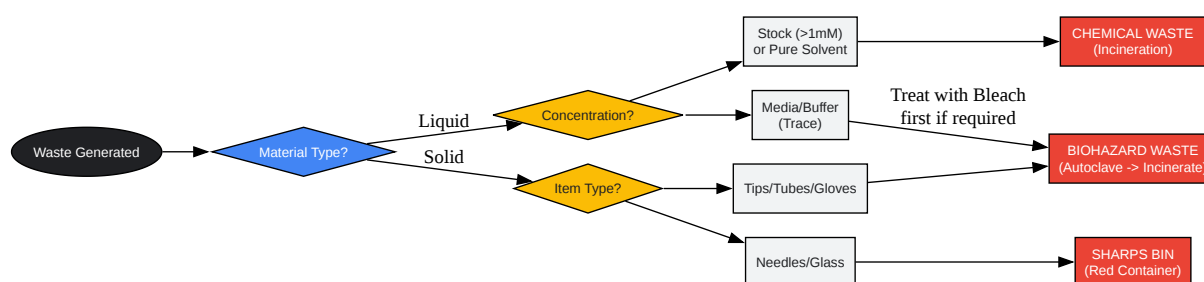 Stock (>1mM)
or Pure Solvent
CHEMICAL WASTE
(Incineration)
Treat with Bleach
first if required
Liquid
Concentration?
Media/Buffer
(Trace)
Waste Generated
Material Type?
BIOHAZARD WASTE
(Autoclave -> Incinerate)
Solid
Item Type?
Tips/Tubes/Gloves
Needles/Glass
SHARPS BIN
(Red Container)